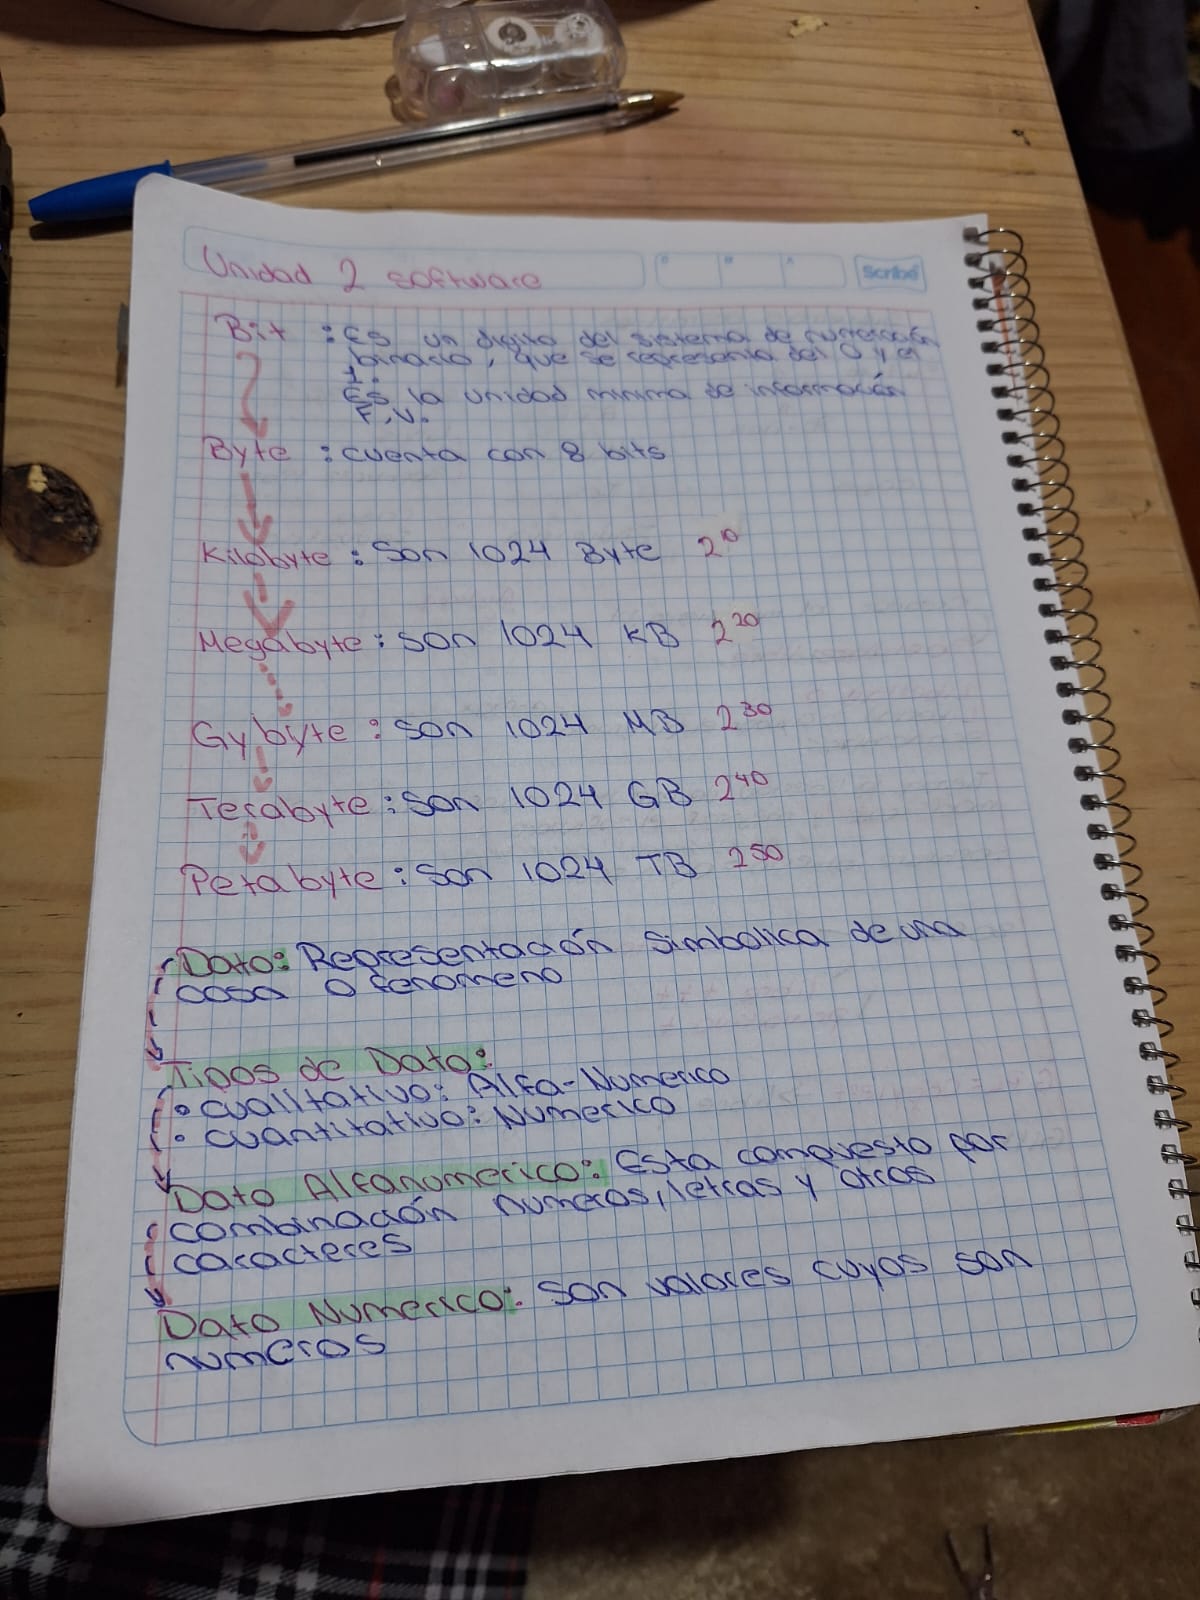 Unidad 2 software
Scribe
Bit : Es un digito del sistema de numeración
binario, que se representa del 0 y el
1.
Es la unidad minima de información
F, V.
Byte : cuenta con 8 bits
Kilobyte : Son 1024 Byte 2^10
Megabyte : son 1024 KB 2^20
Gybyte : son 1024 MB 2^30
Terabyte : son 1024 GB 2^40
Petabyte : son 1024 TB 2^50
Dato: Representación simbolica de una
cosa o fenomeno
Tipos de Dato:
• cualitativo: Alfa-Numerico
• cuantitativo: Numerico
Dato Alfanumerico: Esta compuesto por
combinación numeros, letras y otros
caracteres
Dato Numerico: son valores cuyos son
numeros